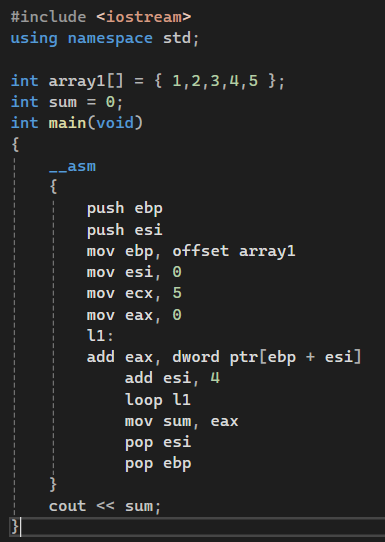 #include <iostream>
using namespace std;

int array1[] = { 1,2,3,4,5 };
int sum = 0;
int main(void)
{
    __asm
    {
        push ebp
        push esi
        mov ebp, offset array1
        mov esi, 0
        mov ecx, 5
        mov eax, 0
        l1:
        add eax, dword ptr[ebp + esi]
            add esi, 4
            loop l1
            mov sum, eax
            pop esi
            pop ebp
    }
    cout << sum;
}